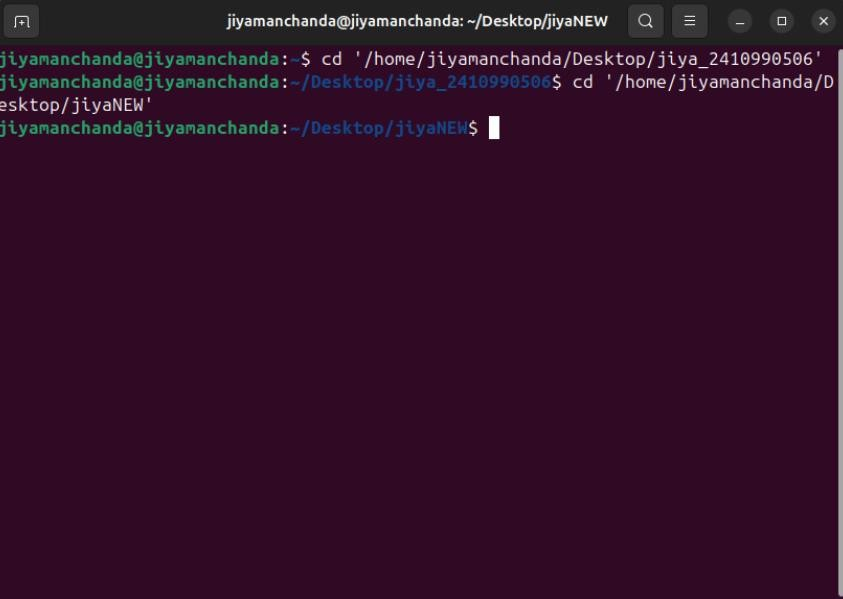 jiyamanchanda@jiyamanchanda: ~/Desktop/jiyaNEW
jiyamanchanda@jiyamanchanda:~$ cd '/home/jiyamanchanda/Desktop/jiya_2410990506'
jiyamanchanda@jiyamanchanda:~/Desktop/jiya_2410990506$ cd '/home/jiyamanchanda/D
esktop/jiyaNEW'
jiyamanchanda@jiyamanchanda:~/Desktop/jiyaNEW$